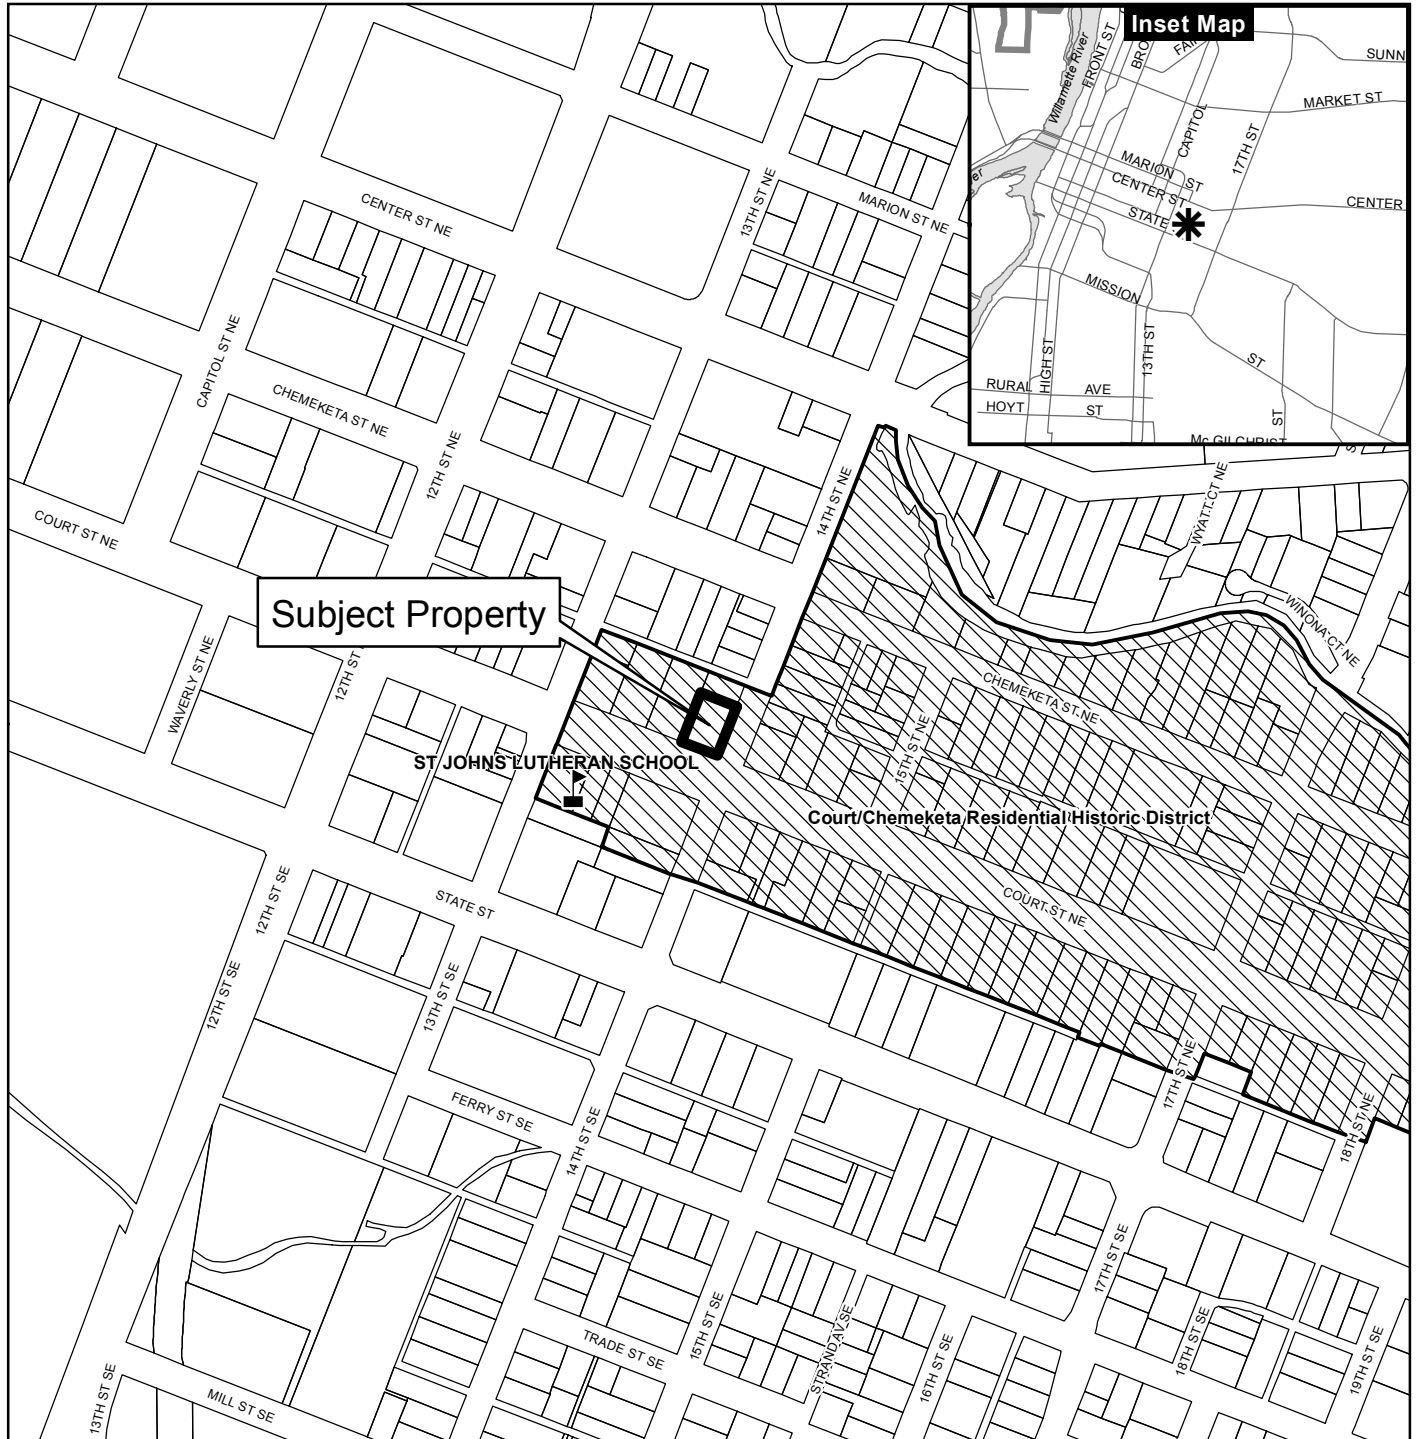 Inset Map
Willamette River
FRONT ST
SUNN
MARKET ST
CAPITOL
17TH ST
MARION ST
CENTER ST
CENTER
STATE
MISSION
ST
HIGH ST
13TH ST
RURAL AVE
HOYT ST
ST
Mc GILCHRIST
13TH ST NE
MARION ST NE
CENTER ST NE
CAPITOL ST NE
CHEMEKETA ST NE
12TH ST NE
14TH ST NE
COURT ST NE
WYATT CT NE
WINONA CT NE
Subject Property
WAVERLY ST NE
12TH ST
CHEMEKETA ST NE
15TH ST NE
ST JOHNS LUTHERAN SCHOOL
Court/Chemeketa Residential Historic District
COURT ST NE
STATE ST
12TH ST SE
12TH ST SE
13TH ST SE
17TH ST NE
18TH ST NE
FERRY ST SE
14TH ST SE
17TH ST SE
TRADE ST SE
15TH ST SE
STRAND AV SE
16TH ST SE
18TH ST SE
19TH ST SE
MILL ST SE
13TH ST SE